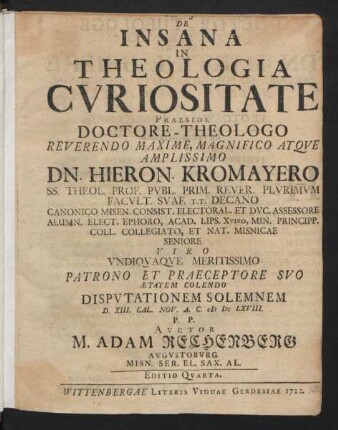 DE
INSANA
IN
THEOLOGIA
CVRIOSITATE
PRAESIDE
DOCTORE-THEOLOGO
REVERENDO MAXIME, MAGNIFICO ATQVE
AMPLISSIMO
DN. HIERON. KROMAYERO
SS. THEOL. PROF. PVBL. PRIM. REVER. PLVRIMVM
FACVLT. SVAE T.T. DECANO
CANONICO MISEN. CONSIST. ELECTORAL. ET DVC. ASSESSORE
ALUMN. ELECT. EPHORO, ACAD. LIPS. Xviro, MIN. PRINCIPP.
COLL. COLLEGIATO, ET NAT. MISNICAE
SENIORE
VIRO
VNDIQVAQVE MERITISSIMO
PATRONO ET PRAECEPTORE SVO
ÆTATEM COLENDO
DISPVTATIONEM SOLEMNEM
D. XIII. CAL. NOV. A. C. cIↃ IↃc LXVIII.
P. P.
AVCTOR
M. ADAM RECHENBERG
AVGVSTOBVRG.
MISN. SER. EL. SAX. AL.
EDITIO QVARTA.
WITTENBERGAE LITERIS VIDUAE GERDESIAE 1722.